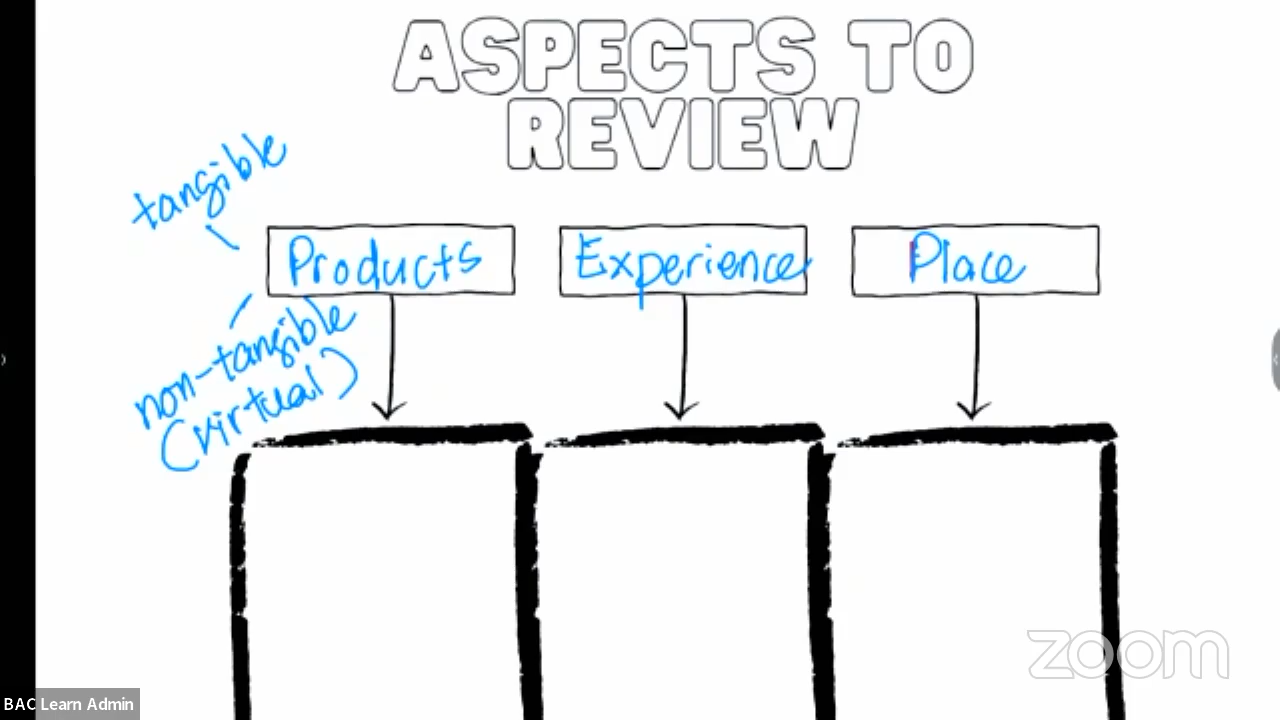 ASPECTS TO
REVIEW
tangible
Products
Experience
Place
non-tangible
(virtual)
zoom
BAC Learn Admin